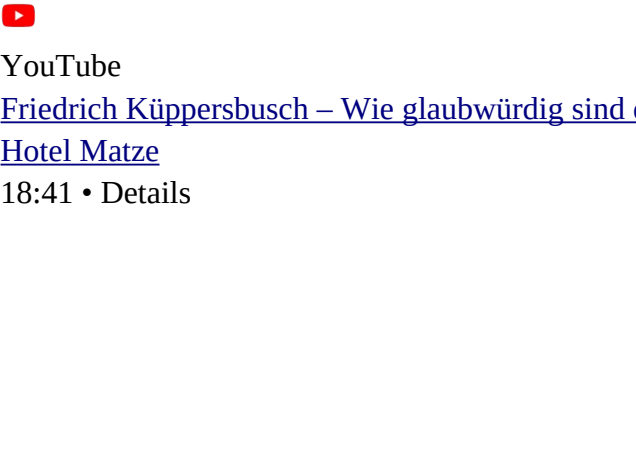 YouTube
Friedrich Küppersbusch – Wie glaubwürdig sind
Hotel Matze
18:41 • Details